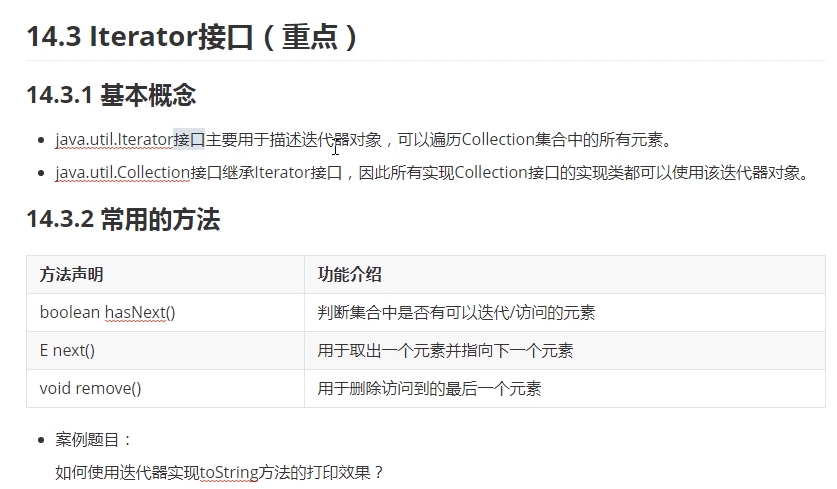 14.3 Iterator接口（重点）
14.3.1 基本概念
java.util.Iterator接口主要用于描述迭代器对象，可以遍历Collection集合中的所有元素。
java.util.Collection接口继承Iterator接口，因此所有实现Collection接口的实现类都可以使用该迭代器对象。
14.3.2 常用的方法
方法声明 功能介绍
boolean hasNext() 判断集合中是否有可以迭代/访问的元素
E next() 用于取出一个元素并指向下一个元素
void remove() 用于删除访问到的最后一个元素
案例题目：
如何使用迭代器实现toString方法的打印效果？